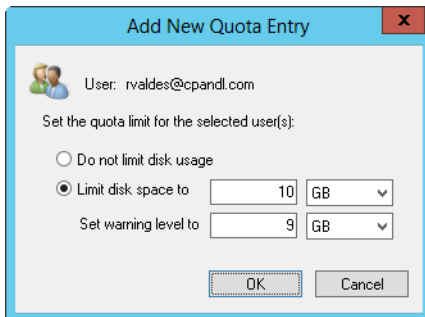 Add New Quota Entry
x
User: rvaldes@cpandl.com
Set the quota limit for the selected user(s):
Do not limit disk usage
Limit disk space to 10 GB
Set warning level to 9 GB
OK Cancel